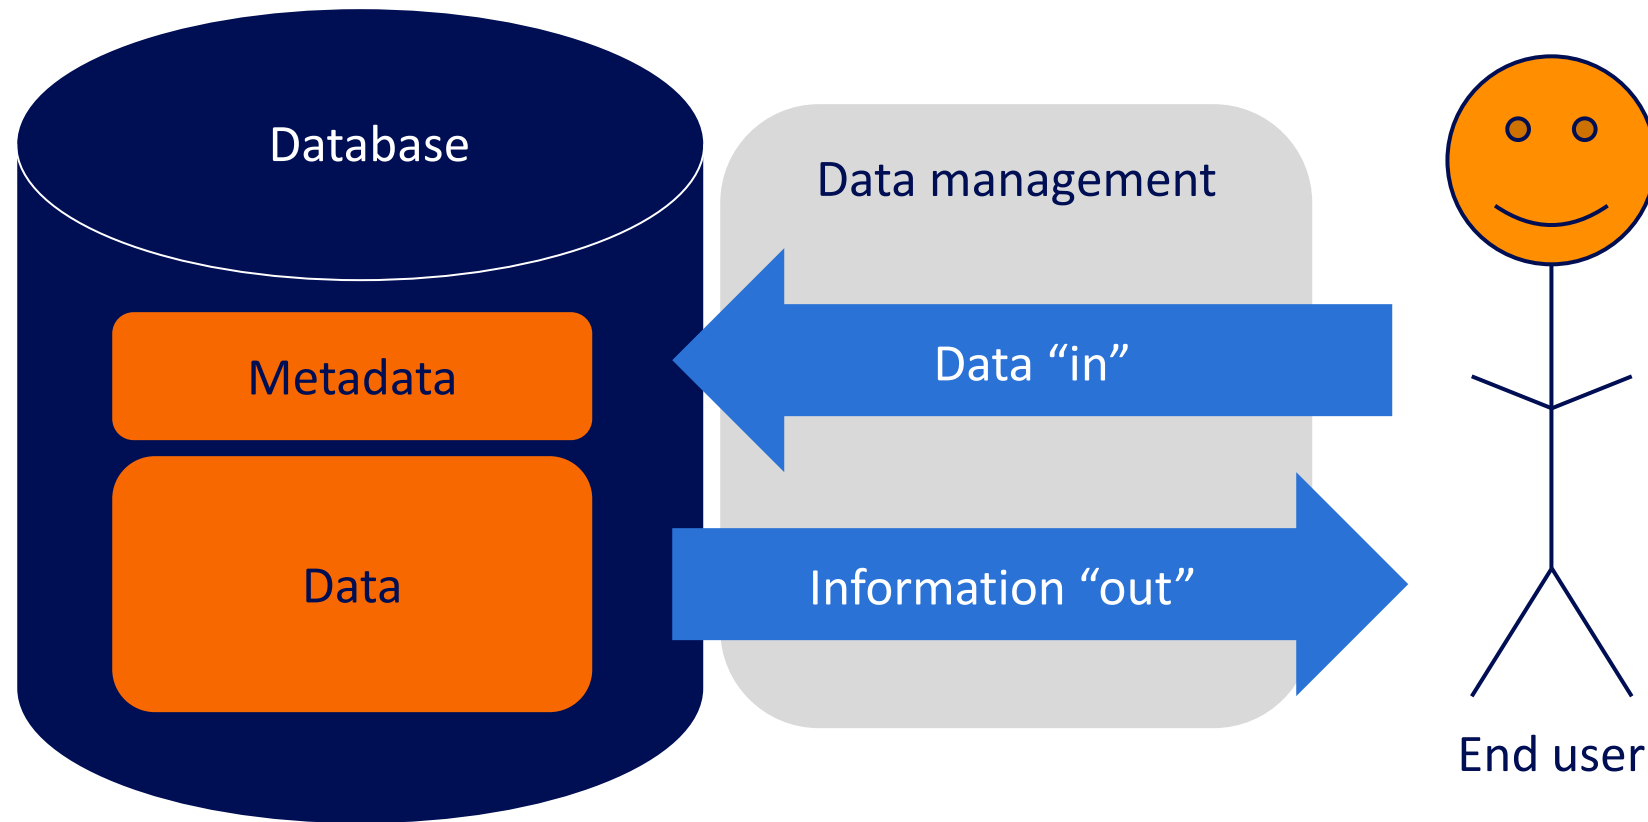 Database
Data management
Metadata
Data “in”
Data
Information “out”
End user